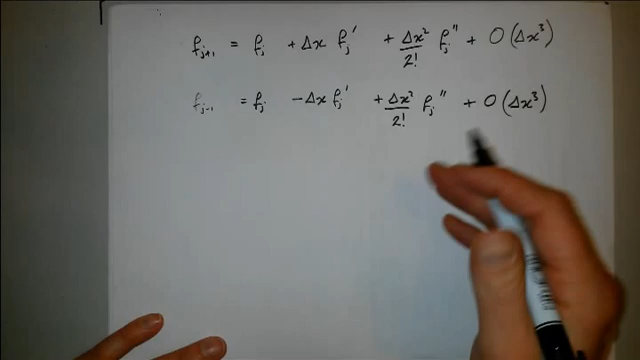 f_{j+1} = f_j + Δx f_j' + Δx²/2! f_j'' + O(Δx³)
f_{j-1} = f_j - Δx f_j' + Δx²/2! f_j'' + O(Δx³)